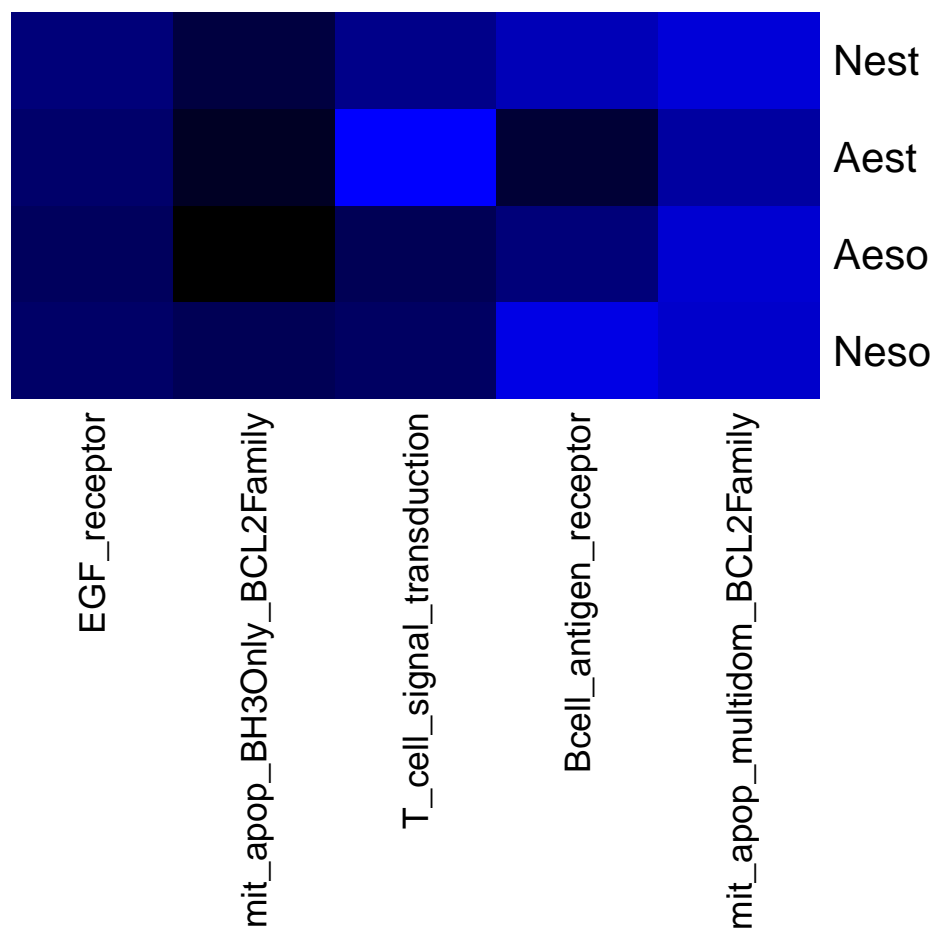 Nest
Aest
Aeso
Neso
EGF_receptor
mit_apop_BH3Only_BCL2Family
T_cell_signal_transduction
Bcell_antigen_receptor
mit_apop_multidom_BCL2Family